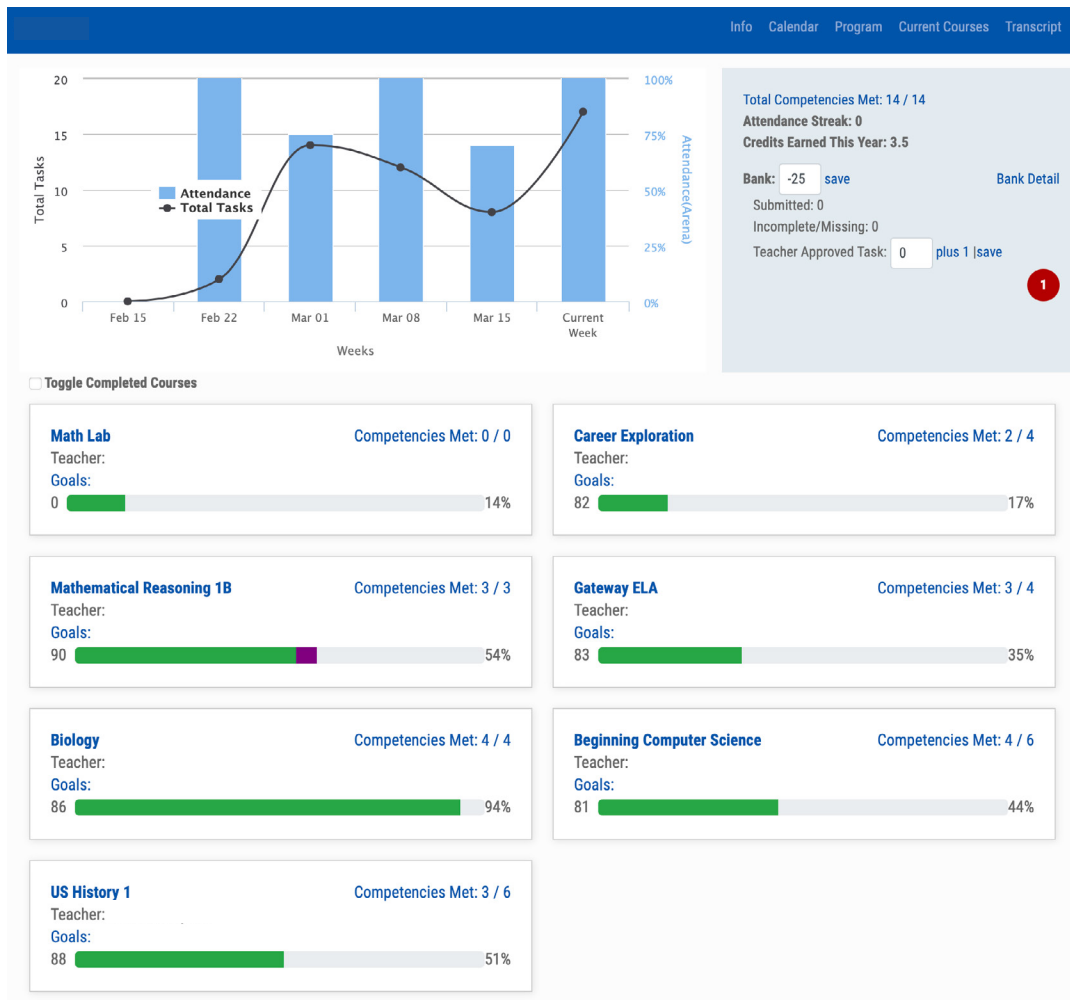 Info Calendar Program Current Courses Transcript
20
15
10
5
0
Total Tasks
100%
75%
50%
25%
0%
Attendance(Arena)
Attendance
Total Tasks
Feb 15 Feb 22 Mar 01 Mar 08 Mar 15 Current
Week
Weeks
Total Competencies Met: 14 / 14
Attendance Streak: 0
Credits Earned This Year: 3.5
Bank: -25 save Bank Detail
Submitted: 0
Incomplete/Missing: 0
Teacher Approved Task: 0 plus 1 |save
1
Toggle Completed Courses
Math Lab Competencies Met: 0 / 0
Teacher:
Goals:
0 14%
Career Exploration Competencies Met: 2 / 4
Teacher:
Goals:
82 17%
Mathematical Reasoning 1B Competencies Met: 3 / 3
Teacher:
Goals:
90 54%
Gateway ELA Competencies Met: 3 / 4
Teacher:
Goals:
83 35%
Biology Competencies Met: 4 / 4
Teacher:
Goals:
86 94%
Beginning Computer Science Competencies Met: 4 / 6
Teacher:
Goals:
81 44%
US History 1 Competencies Met: 3 / 6
Teacher:
Goals:
88 51%